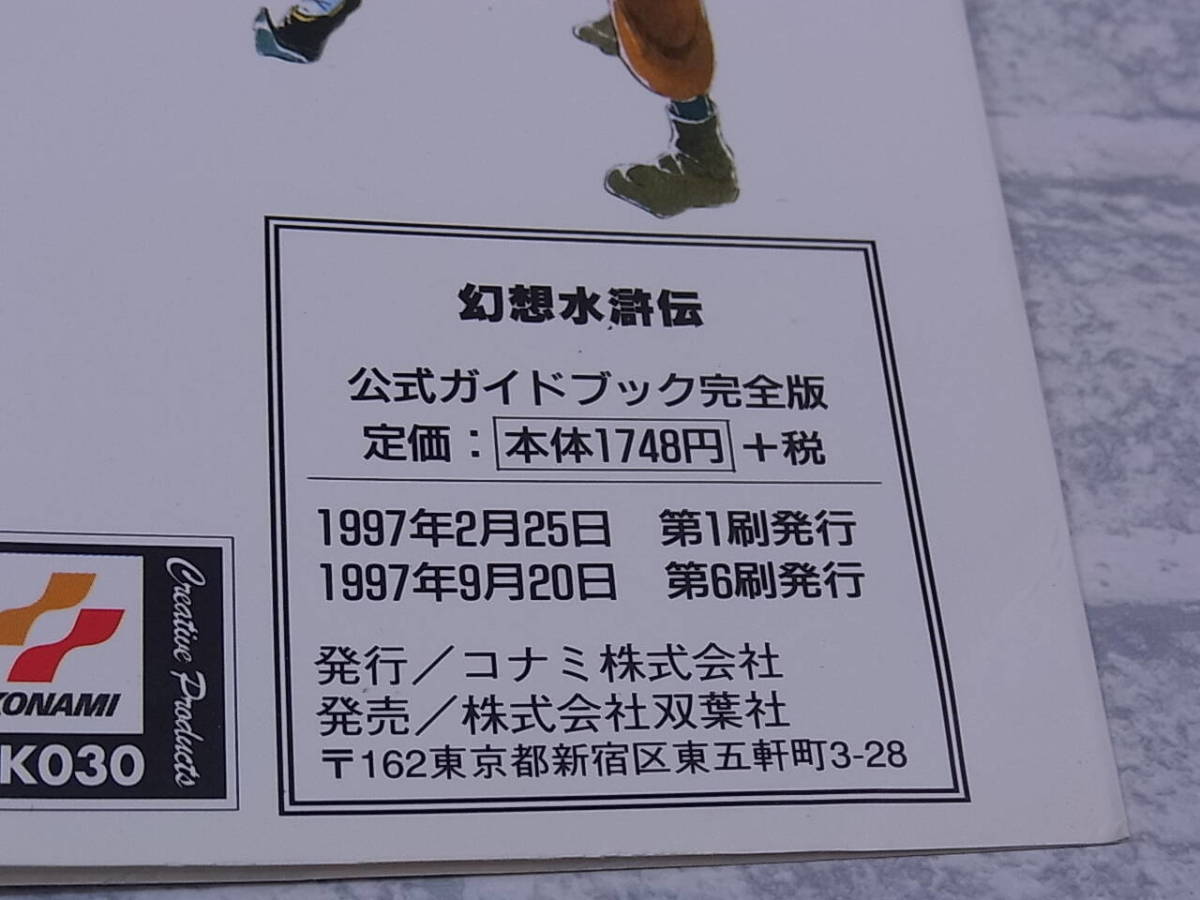 幻想水滸伝
公式ガイドブック完全版
定価：本体1748円＋税
1997年2月25日　第1刷発行
1997年9月20日　第6刷発行
発行／コナミ株式会社
発売／株式会社双葉社
〒162東京都新宿区東五軒町3-28
KONAMI
K030
Creative Products